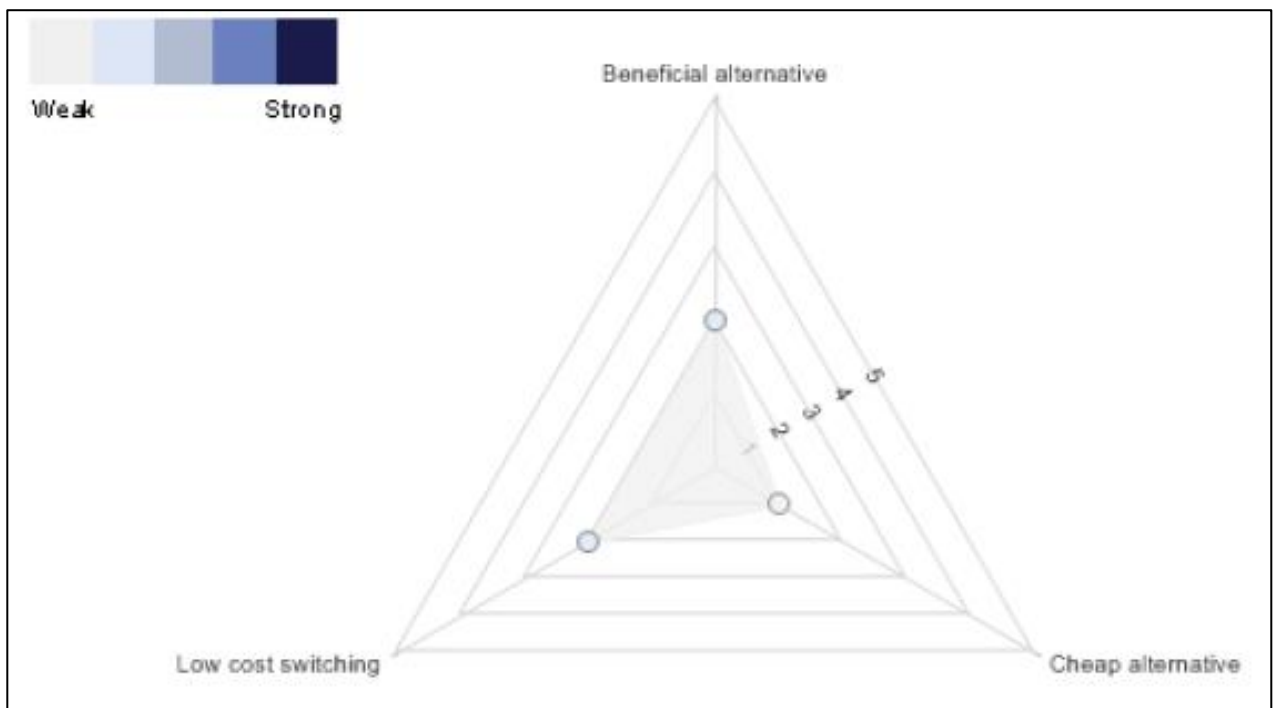 Weak Strong
Beneficial alternative
5
4
3
2
1
Low cost switching
Cheap alternative